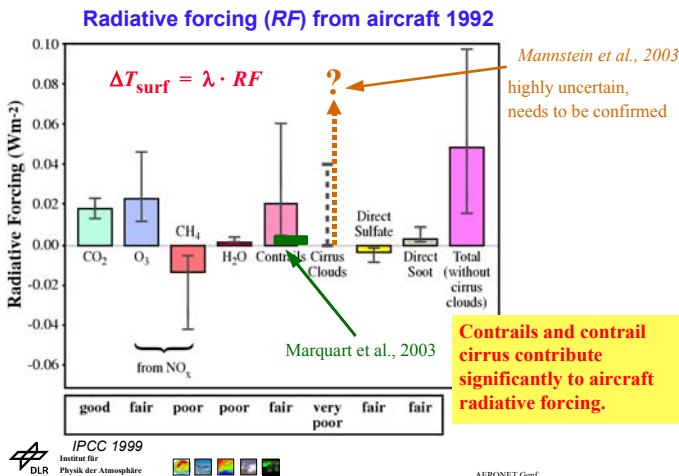 Radiative forcing (RF) from aircraft 1992
0.10
0.08
0.06
0.04
0.02
0.00
-0.02
-0.04
-0.06
Radiative Forcing (Wm-2)
ΔTsurf = λ · RF
?
Mannstein et al., 2003
highly uncertain,
needs to be confirmed
CO2
O3
CH4
H2O
Contrails
Cirrus
Clouds
Direct
Sulfate
Direct
Soot
Total
(without
cirrus
clouds)
from NOx
Marquart et al., 2003
Contrails and contrail
cirrus contribute
significantly to aircraft
radiative forcing.
good fair poor poor fair very poor fair fair
IPCC 1999
DLR
Institut für
Physik der Atmosphäre
AERONET Genf